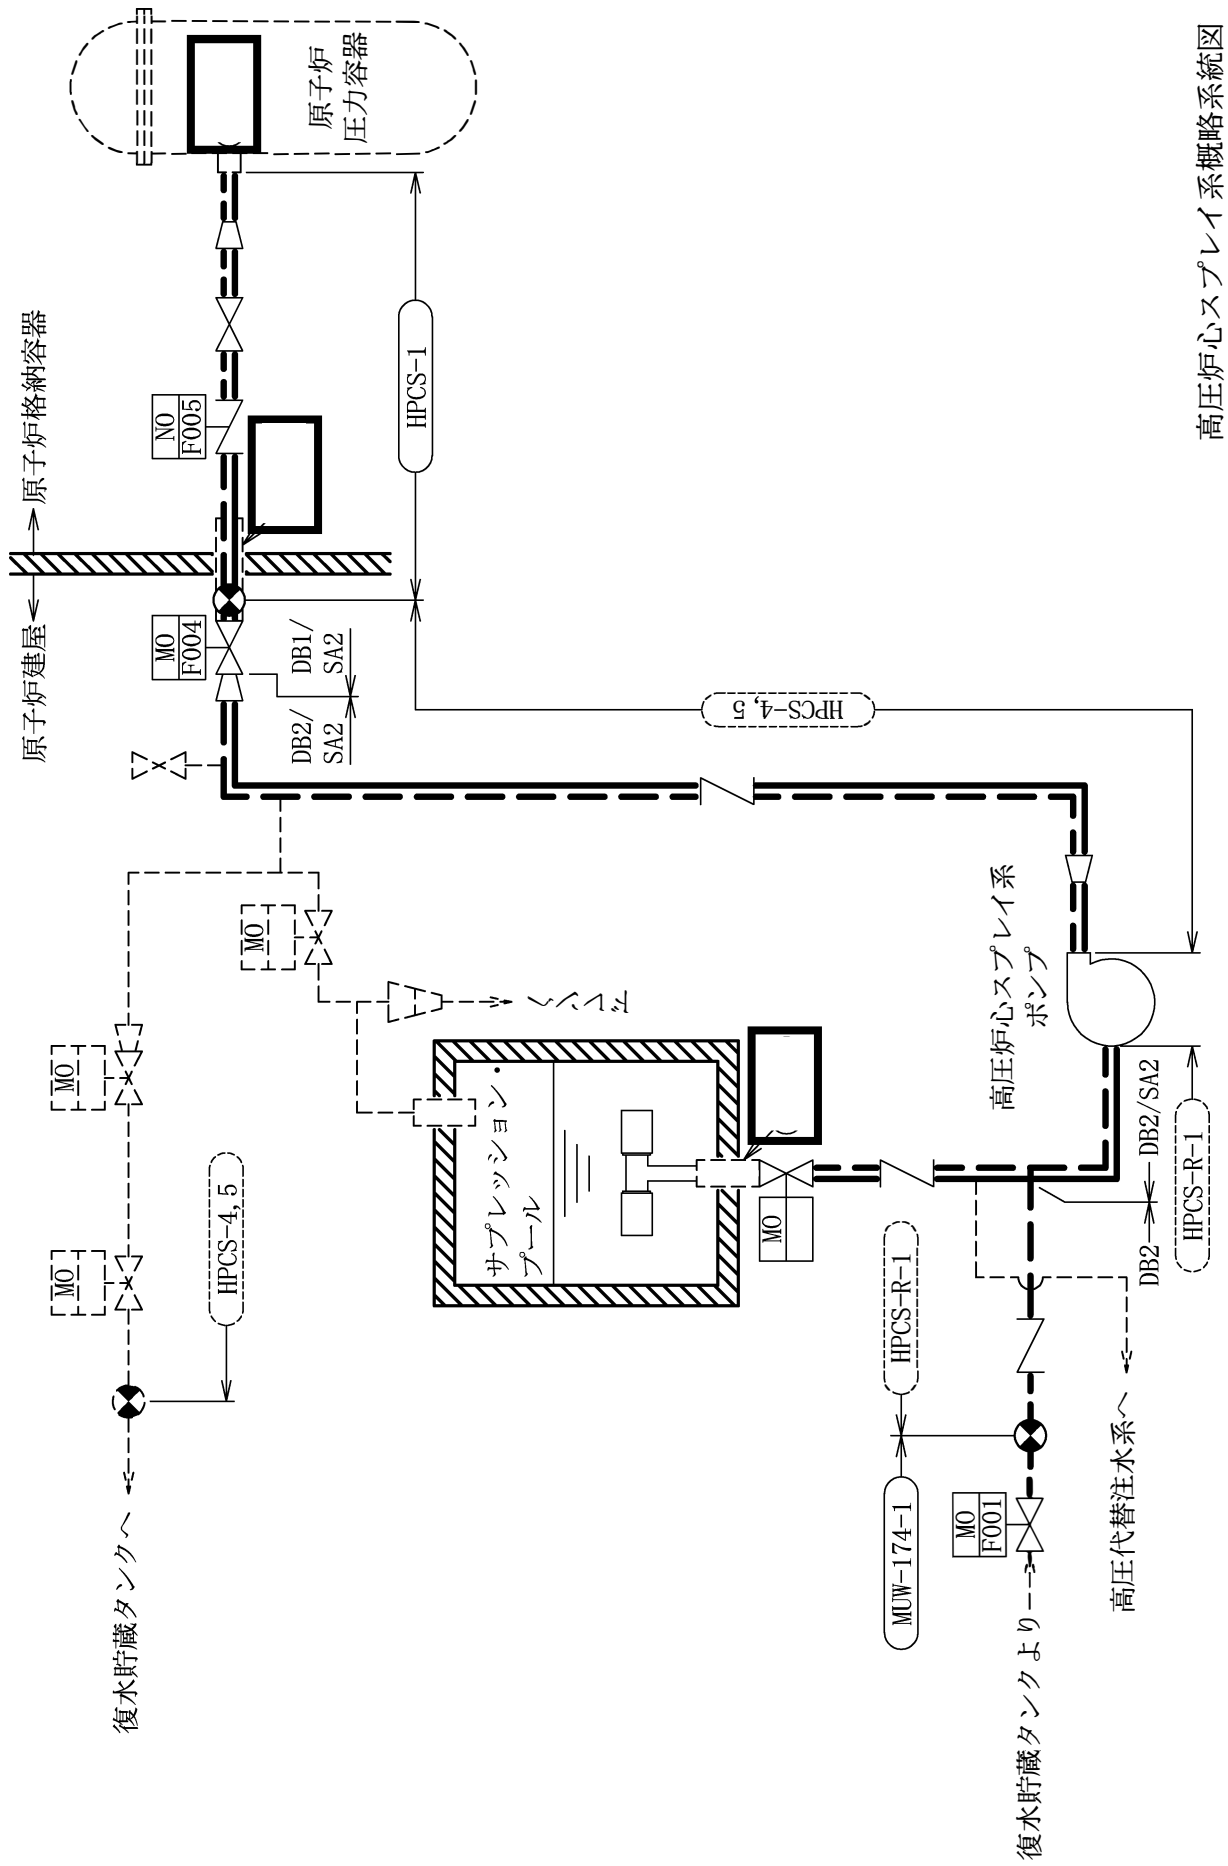 原子炉建屋
原子炉格納容器
原子炉
圧力容器
NO
F005
MO
F004
HPCS-1
DB2/
SA2
DB1/
SA2
HPCS-4,5
復水貯蔵タンクへ
MO
MO
HPCS-4,5
MO
ドレンへ
サプレッション・
プール
MO
高圧炉心スプレイ系
ポンプ
HPCS-R-1
DB2
DB2/SA2
HPCS-R-1
MUW-174-1
MO
F001
復水貯蔵タンクより
高圧代替注水系へ
高圧炉心スプレイ系概略系統図